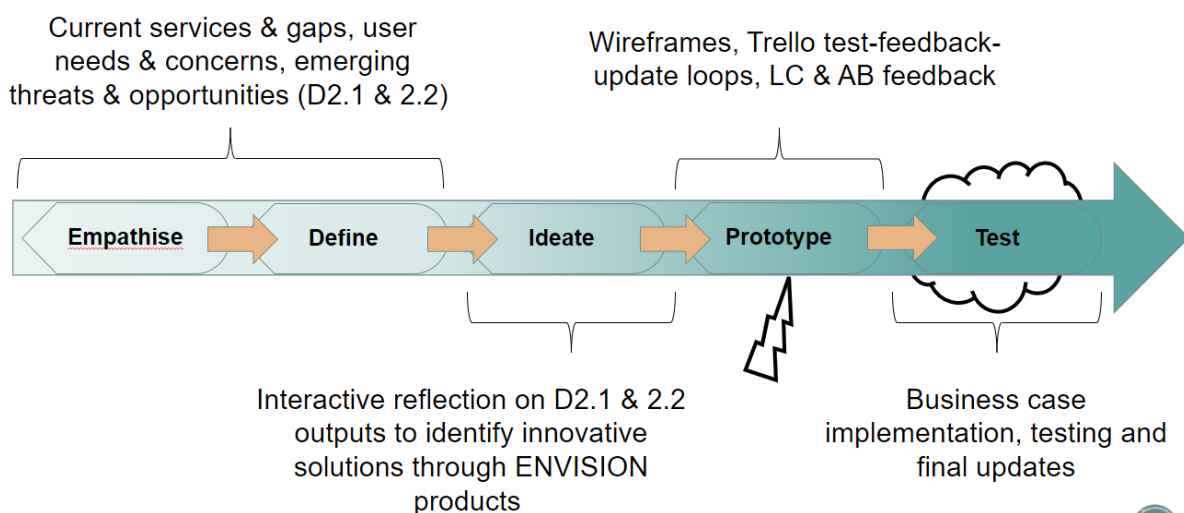 Current services & gaps, user
needs & concerns, emerging
threats & opportunities (D2.1 & 2.2)
Wireframes, Trello test-feedback-
update loops, LC & AB feedback
Empathise
Define
Ideate
Prototype
Test
Interactive reflection on D2.1 & 2.2
outputs to identify innovative
solutions through ENVISION
products
Business case
implementation, testing and
final updates